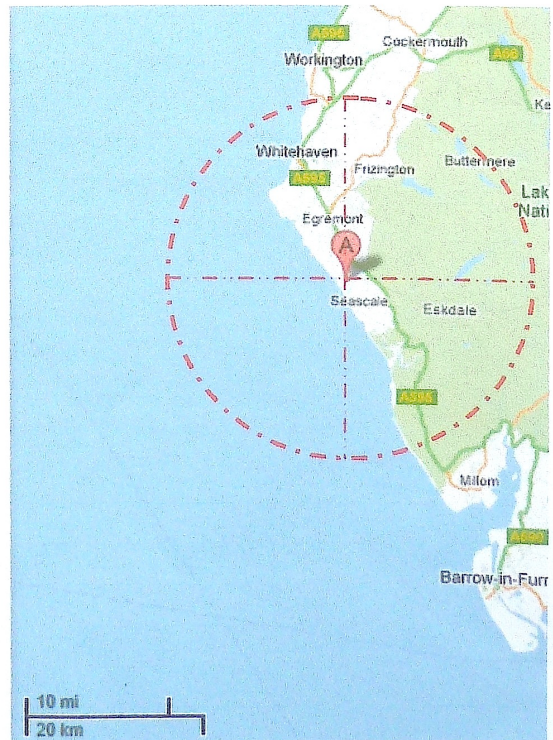 A596
Cockermouth
Workington
A66
Ke
Whitehaven
Buttermere
Frizington
A595
Lak
Nati
Egremont
A
Seascale
Eskdale
A595
Millom
A590
Barrow-in-Furr
10 mi
20 km